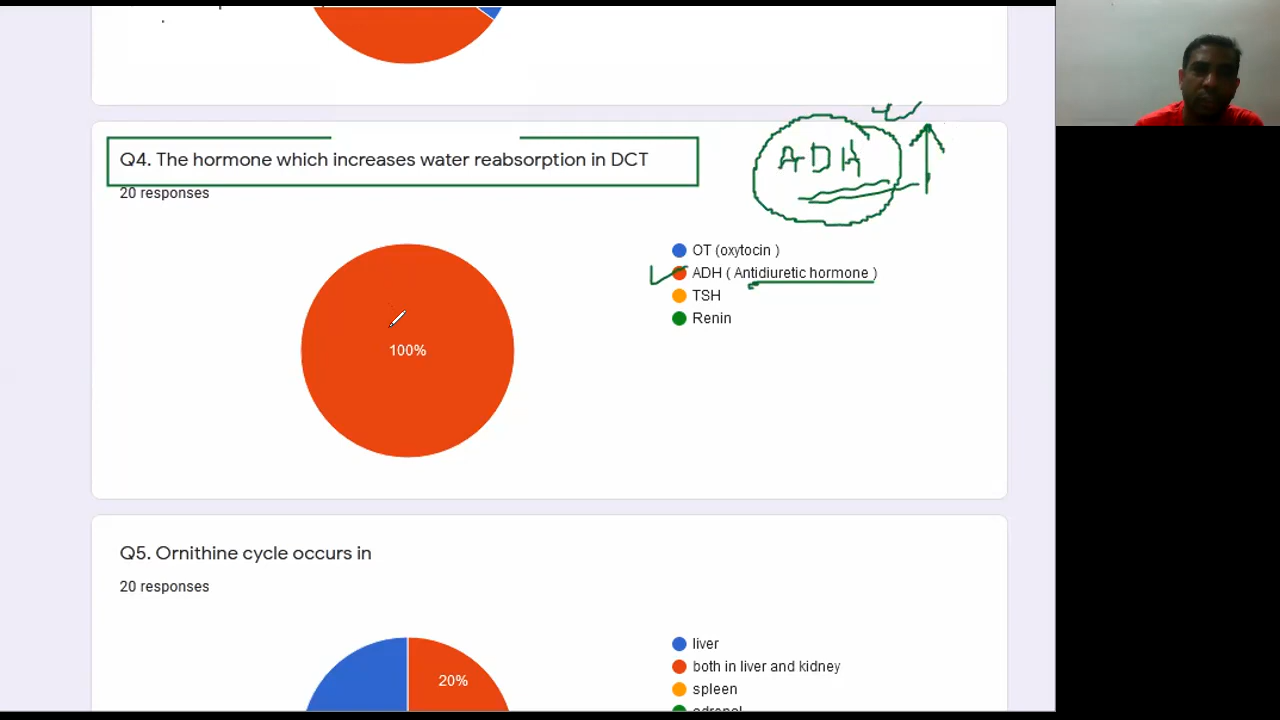 Q4. The hormone which increases water reabsorption in DCT
20 responses
ADH
OT (oxytocin )
ADH ( Antidiuretic hormone )
TSH
Renin
100%
Q5. Ornithine cycle occurs in
20 responses
liver
both in liver and kidney
spleen
20%